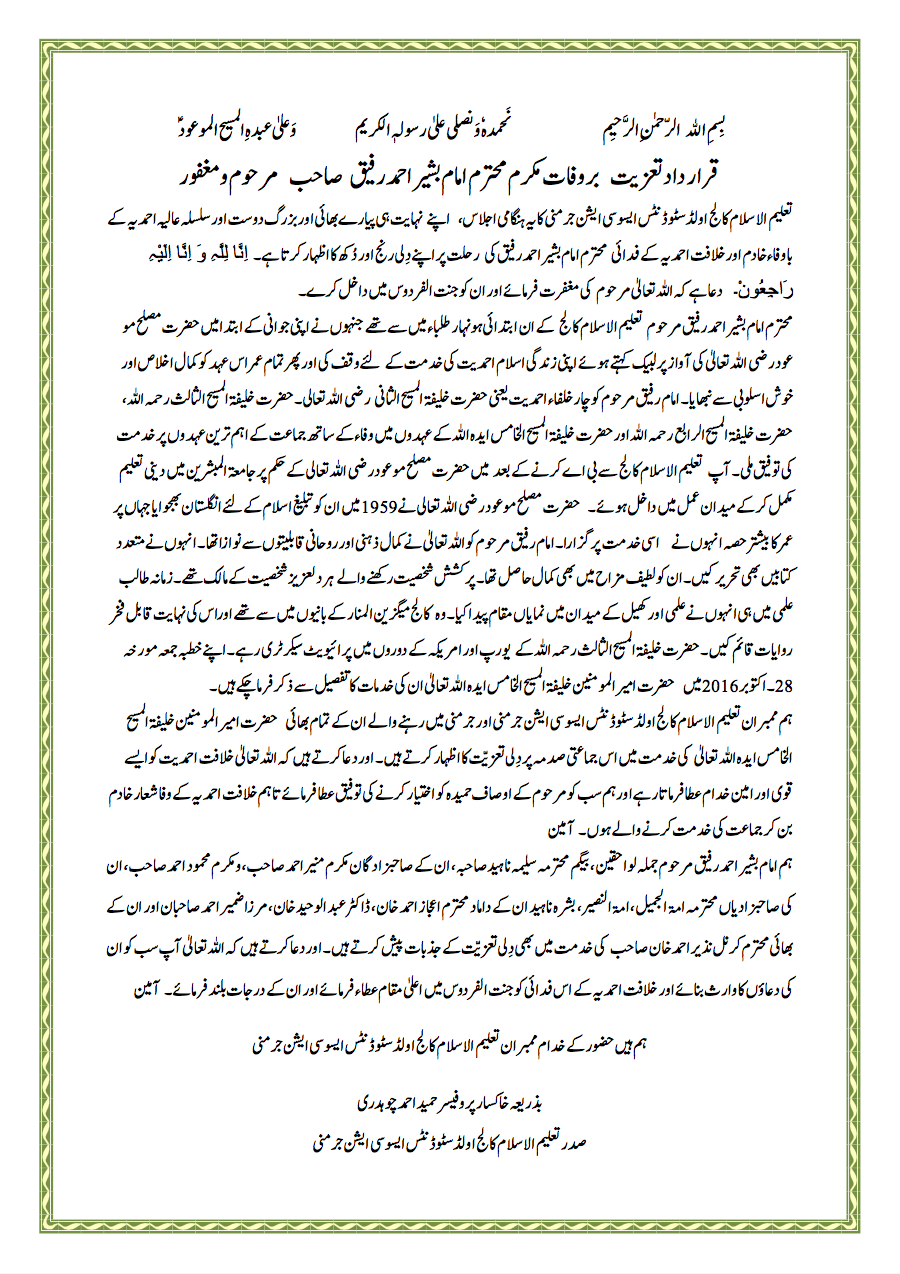 بِسمِ اللہ الرّحمٰنِ الرَّحِیمِ نَحمدہٗ وَ نصلی علیٰ رسولہٖ الکریم وَعلیٰ عبدہِ المسیح الموعودؑ
قرار داد تعزیت بر وفات مکرم محترم امام بشیر احمد رفیق صاحب مرحوم و مغفور
تعلیم الاسلام کالج اولڈ سٹوڈنٹس ایسوسی ایشن جرمنی کا یہ ہنگامی اجلاس، اپنے نہایت ہی پیارے بھائی اور بزرگ دوست اور سلسلہ عالیہ احمدیہ کے
باوفاء خادم اور خلافت احمدیہ کے فدائی محترم امام بشیر احمد رفیق کی رحلت پر اپنے دِلی رنج اور دُکھ کا اظہار کرتا ہے۔ اِنَّا لِلّٰہِ وَ اِنَّا اِلَیْہِ
رَاجِعُونْ۔ دعا ہے کہ اللہ تعالیٰ مرحوم کی مغفرت فرمائے اور ان کو جنت الفردوس میں داخل کرے۔
محترم امام بشیر احمد رفیق مرحوم تعلیم الاسلام کالج کے ان ابتدائی ہونہار طلباء میں سے تھے جنہوں نے اپنی جوانی کے ابتدا میں حضرت مصلح مو
عود رضی اللہ تعالیٰ کی آواز پر لبیک کہتے ہوئے اپنی زندگی اسلام احمدیت کی خدمت کے لئے وقف کی اور پھر تمام عمر اس عہد کو کمال اخلاص اور
خوش اسلوبی سے نبھایا۔ امام رفیق مرحوم کو چار خلفاء احمدیت یعنی حضرت خلیفۃ المسیح الثانی رضی اللہ تعالی۔ حضرت خلیفۃ المسیح الثالث رحمہ اللہ،
حضرت خلیفۃ المسیح الرابع رحمہ اللہ اور حضرت خلیفۃ المسیح الخامس ایدہ اللہ کے عہدوں میں وفاء کے ساتھ جماعت کے اہم ترین عہدوں پر خدمت
کی توفیق ملی۔ آپ تعلیم الاسلام کالج سے بی اے کرنے کے بعد میں حضرت مصلح موعود رضی اللہ تعالی کے حکم پر جامعۃ المبشرین میں دینی تعلیم
مکمل کر کے میدان عمل میں داخل ہوئے۔ حضرت مصلح موعود رضی اللہ تعالی نے 1959 میں ان کو تبلیغ اسلام کے لئے انگلستان بھجوایا جہاں پر
عمر کا بیشتر حصہ انہوں نے اسی خدمت پر گزارا۔ امام رفیق مرحوم کو اللہ تعالیٰ نے کمال ذہنی اور روحانی قابلیتوں سے نوازا تھا۔ انہوں نے متعدد
کتابیں بھی تحریر کیں۔ ان کو لطیف مزاح میں بھی کمال حاصل تھا۔ پر کشش شخصیت رکھنے والے ہر دلعزیز شخصیت کے مالک تھے۔ زمانہ طالب
علمی میں ہی انہوں نے علمی اور کھیل کے میدان میں نمایاں مقام پیدا کیا۔ وہ کالج میگزین المنار کے بانیوں میں سے تھے اور اس کی نہایت قابل فخر
روایات قائم کیں۔ حضرت خلیفۃ المسیح الثالث رحمہ اللہ کے یورپ اور امریکہ کے دوروں میں پرائیویٹ سیکرٹری رہے۔ اپنے خطبہ جمعہ مورخہ
28۔اکتوبر2016 میں حضرت امیر المومنین خلیفۃ المسیح الخامس ایدہ اللہ تعالیٰ ان کی خدمات کا تفصیل سے ذکر فرما چکے ہیں۔
ہم ممبران تعلیم الاسلام کالج اولڈ سٹوڈنٹس ایسوسی ایشن جرمنی اور جرمنی میں رہنے والے ان کے تمام بھائی حضرت امیر المومنین خلیفۃ المسیح
الخامس ایدہ اللہ تعالیٰ کی خدمت میں اس جماعتی صدمہ پر دِلی تعزیّت کا اظہار کرتے ہیں۔ اور دعا کرتے ہیں کہ اللہ تعالیٰ خلافت احمدیت کو ایسے
قوی اور امین خدام عطا فرماتا رہے اور ہم سب کو مرحوم کے اوصاف حمیدہ کو اختیار کرنے کی توفیق عطا فرمائے تا ہم خلافت احمدیہ کے وفا شعار خادم
بن کر جماعت کی خدمت کرنے والے ہوں۔ آمین
ہم امام بشیر احمد رفیق مرحوم جملہ لواحقین، بیگم محترمہ سلیمہ ناہید صاحبہ، ان کے صاحبزادگان مکرم منیر احمد صاحب، ومکرم محمود احمد صاحب، ان
کی صاحبزادیاں محترمہ امۃ الجمیل، امۃ النصیر، بشرہ ناہید ان کے داماد محترم اعجاز احمد خان، ڈاکٹر عبدالوحید خان، مرزا ضمیر احمد صاحبان اور ان کے
بھائی محترم کرنل نذیر احمد خان صاحب کی خدمت میں بھی دِلی تعزیّت کے جذبات پیش کرتے ہیں۔ اور دعا کرتے ہیں کہ اللہ تعالیٰ آپ سب کو ان
کی دعاؤں کا وارث بنائے اور خلافت احمدیہ کے اس فدائی کو جنت الفردوس میں اعلیٰ مقام عطاء فرمائے اور ان کے درجات بلند فرمائے۔ آمین
ہم ہیں حضور کے خدام ممبران تعلیم الاسلام کالج اولڈ سٹوڈنٹس ایسوسی ایشن جرمنی
بذریعہ خاکسار پروفیسر حمید احمد چوہدری
صدر تعلیم الاسلام کالج اولڈ سٹوڈنٹس ایسوسی ایشن جرمنی